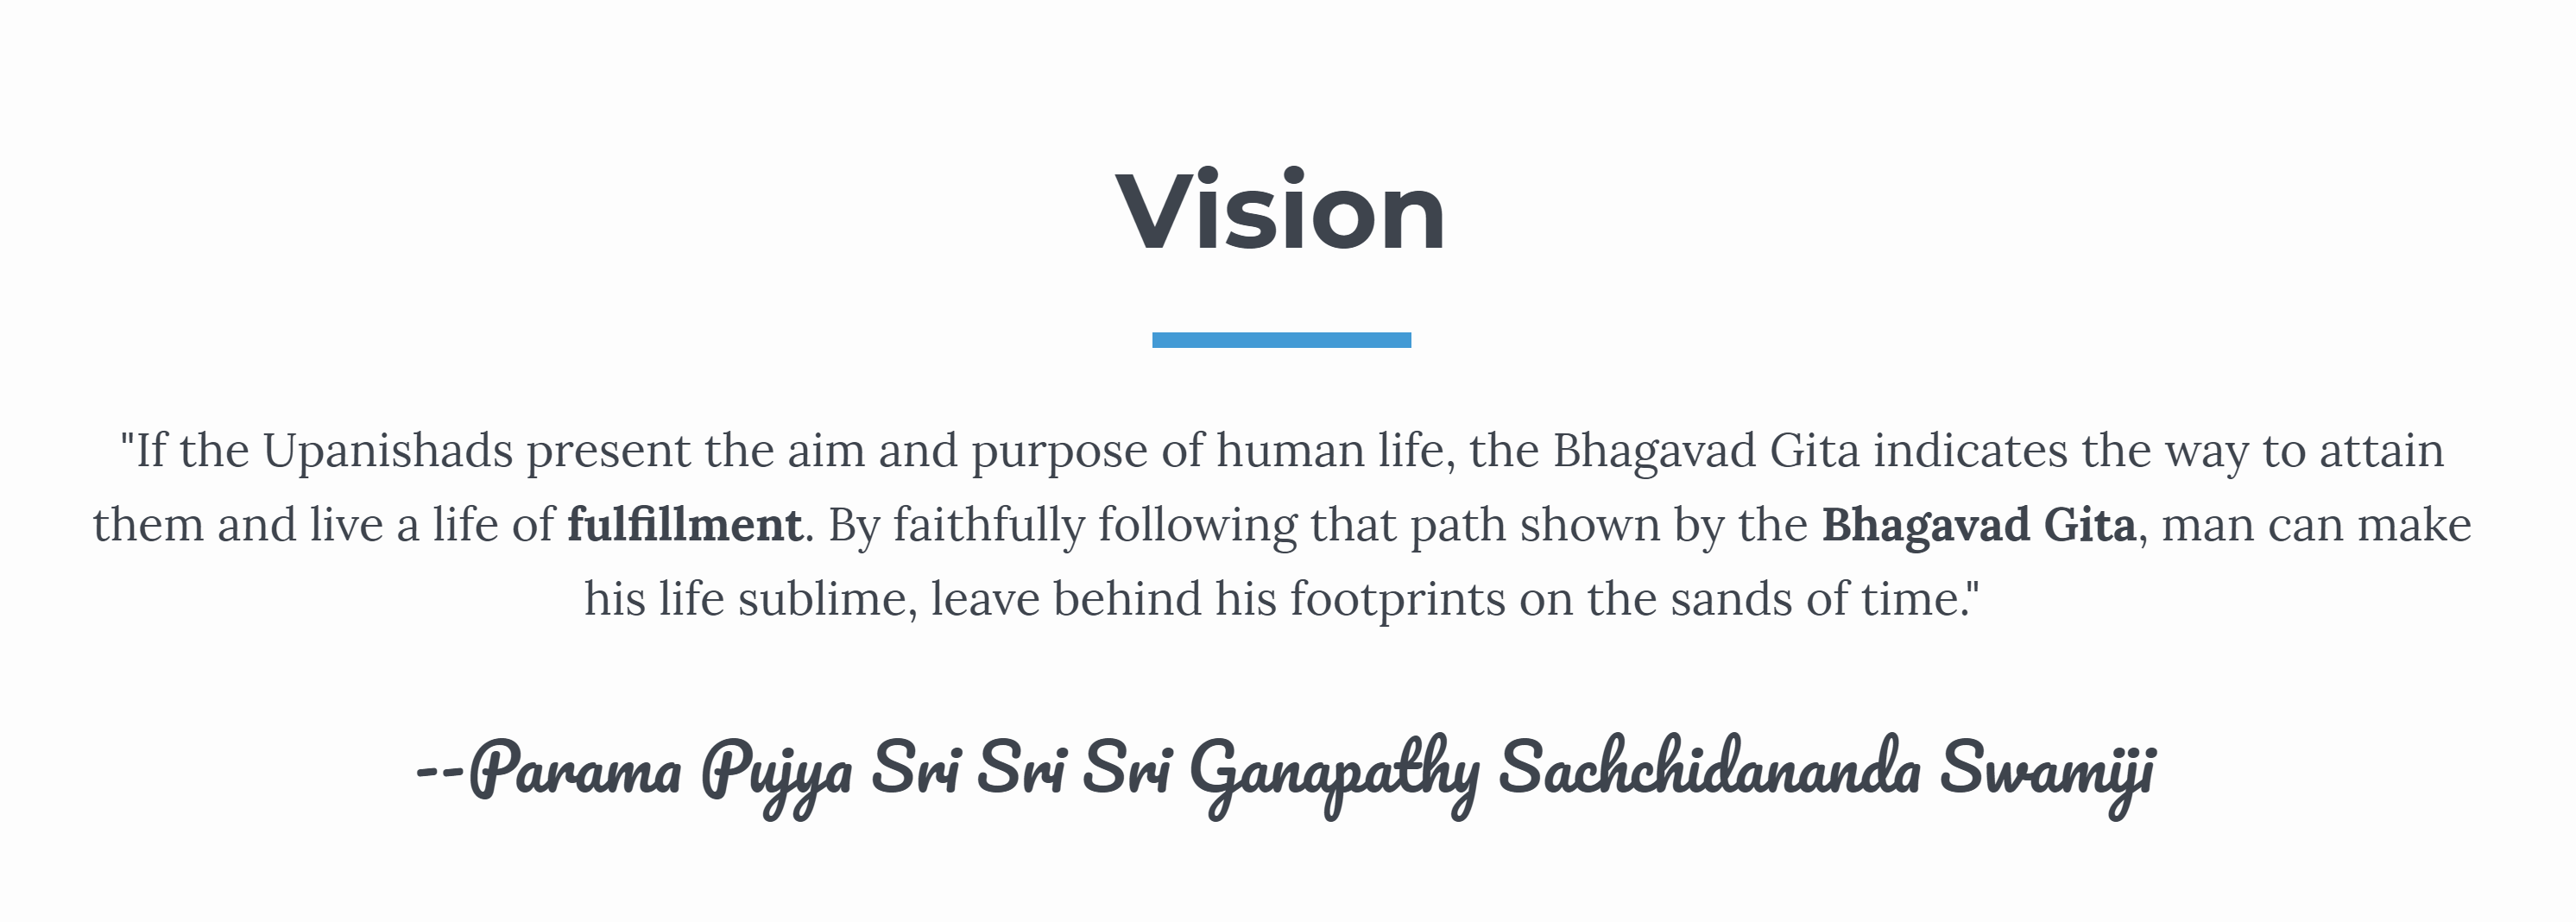 Vision
"If the Upanishads present the aim and purpose of human life, the Bhagavad Gita indicates the way to attain
them and live a life of fulfillment. By faithfully following that path shown by the Bhagavad Gita, man can make
his life sublime, leave behind his footprints on the sands of time."
--Parama Pujya Sri Sri Sri Ganapathy Sachchidananda Swamiji